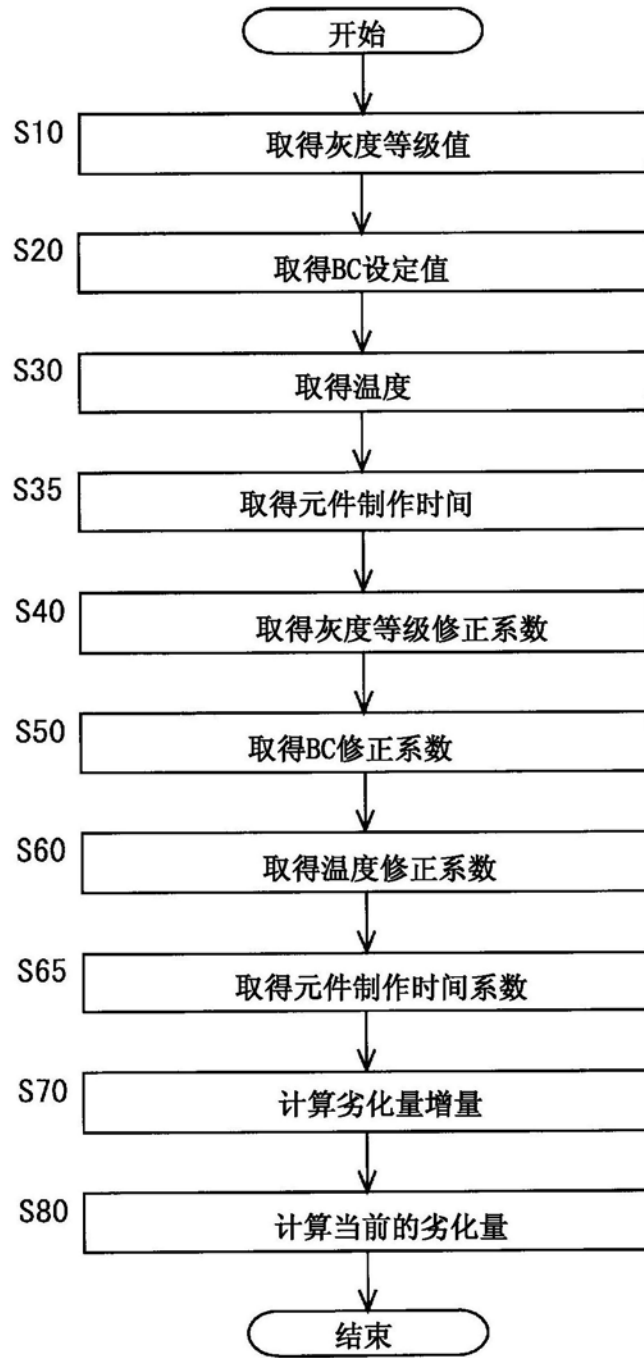 开始
S10 取得灰度等级值
S20 取得BC设定值
S30 取得温度
S35 取得元件制作时间
S40 取得灰度等级修正系数
S50 取得BC修正系数
S60 取得温度修正系数
S65 取得元件制作时间系数
S70 计算劣化量增量
S80 计算当前的劣化量
结束